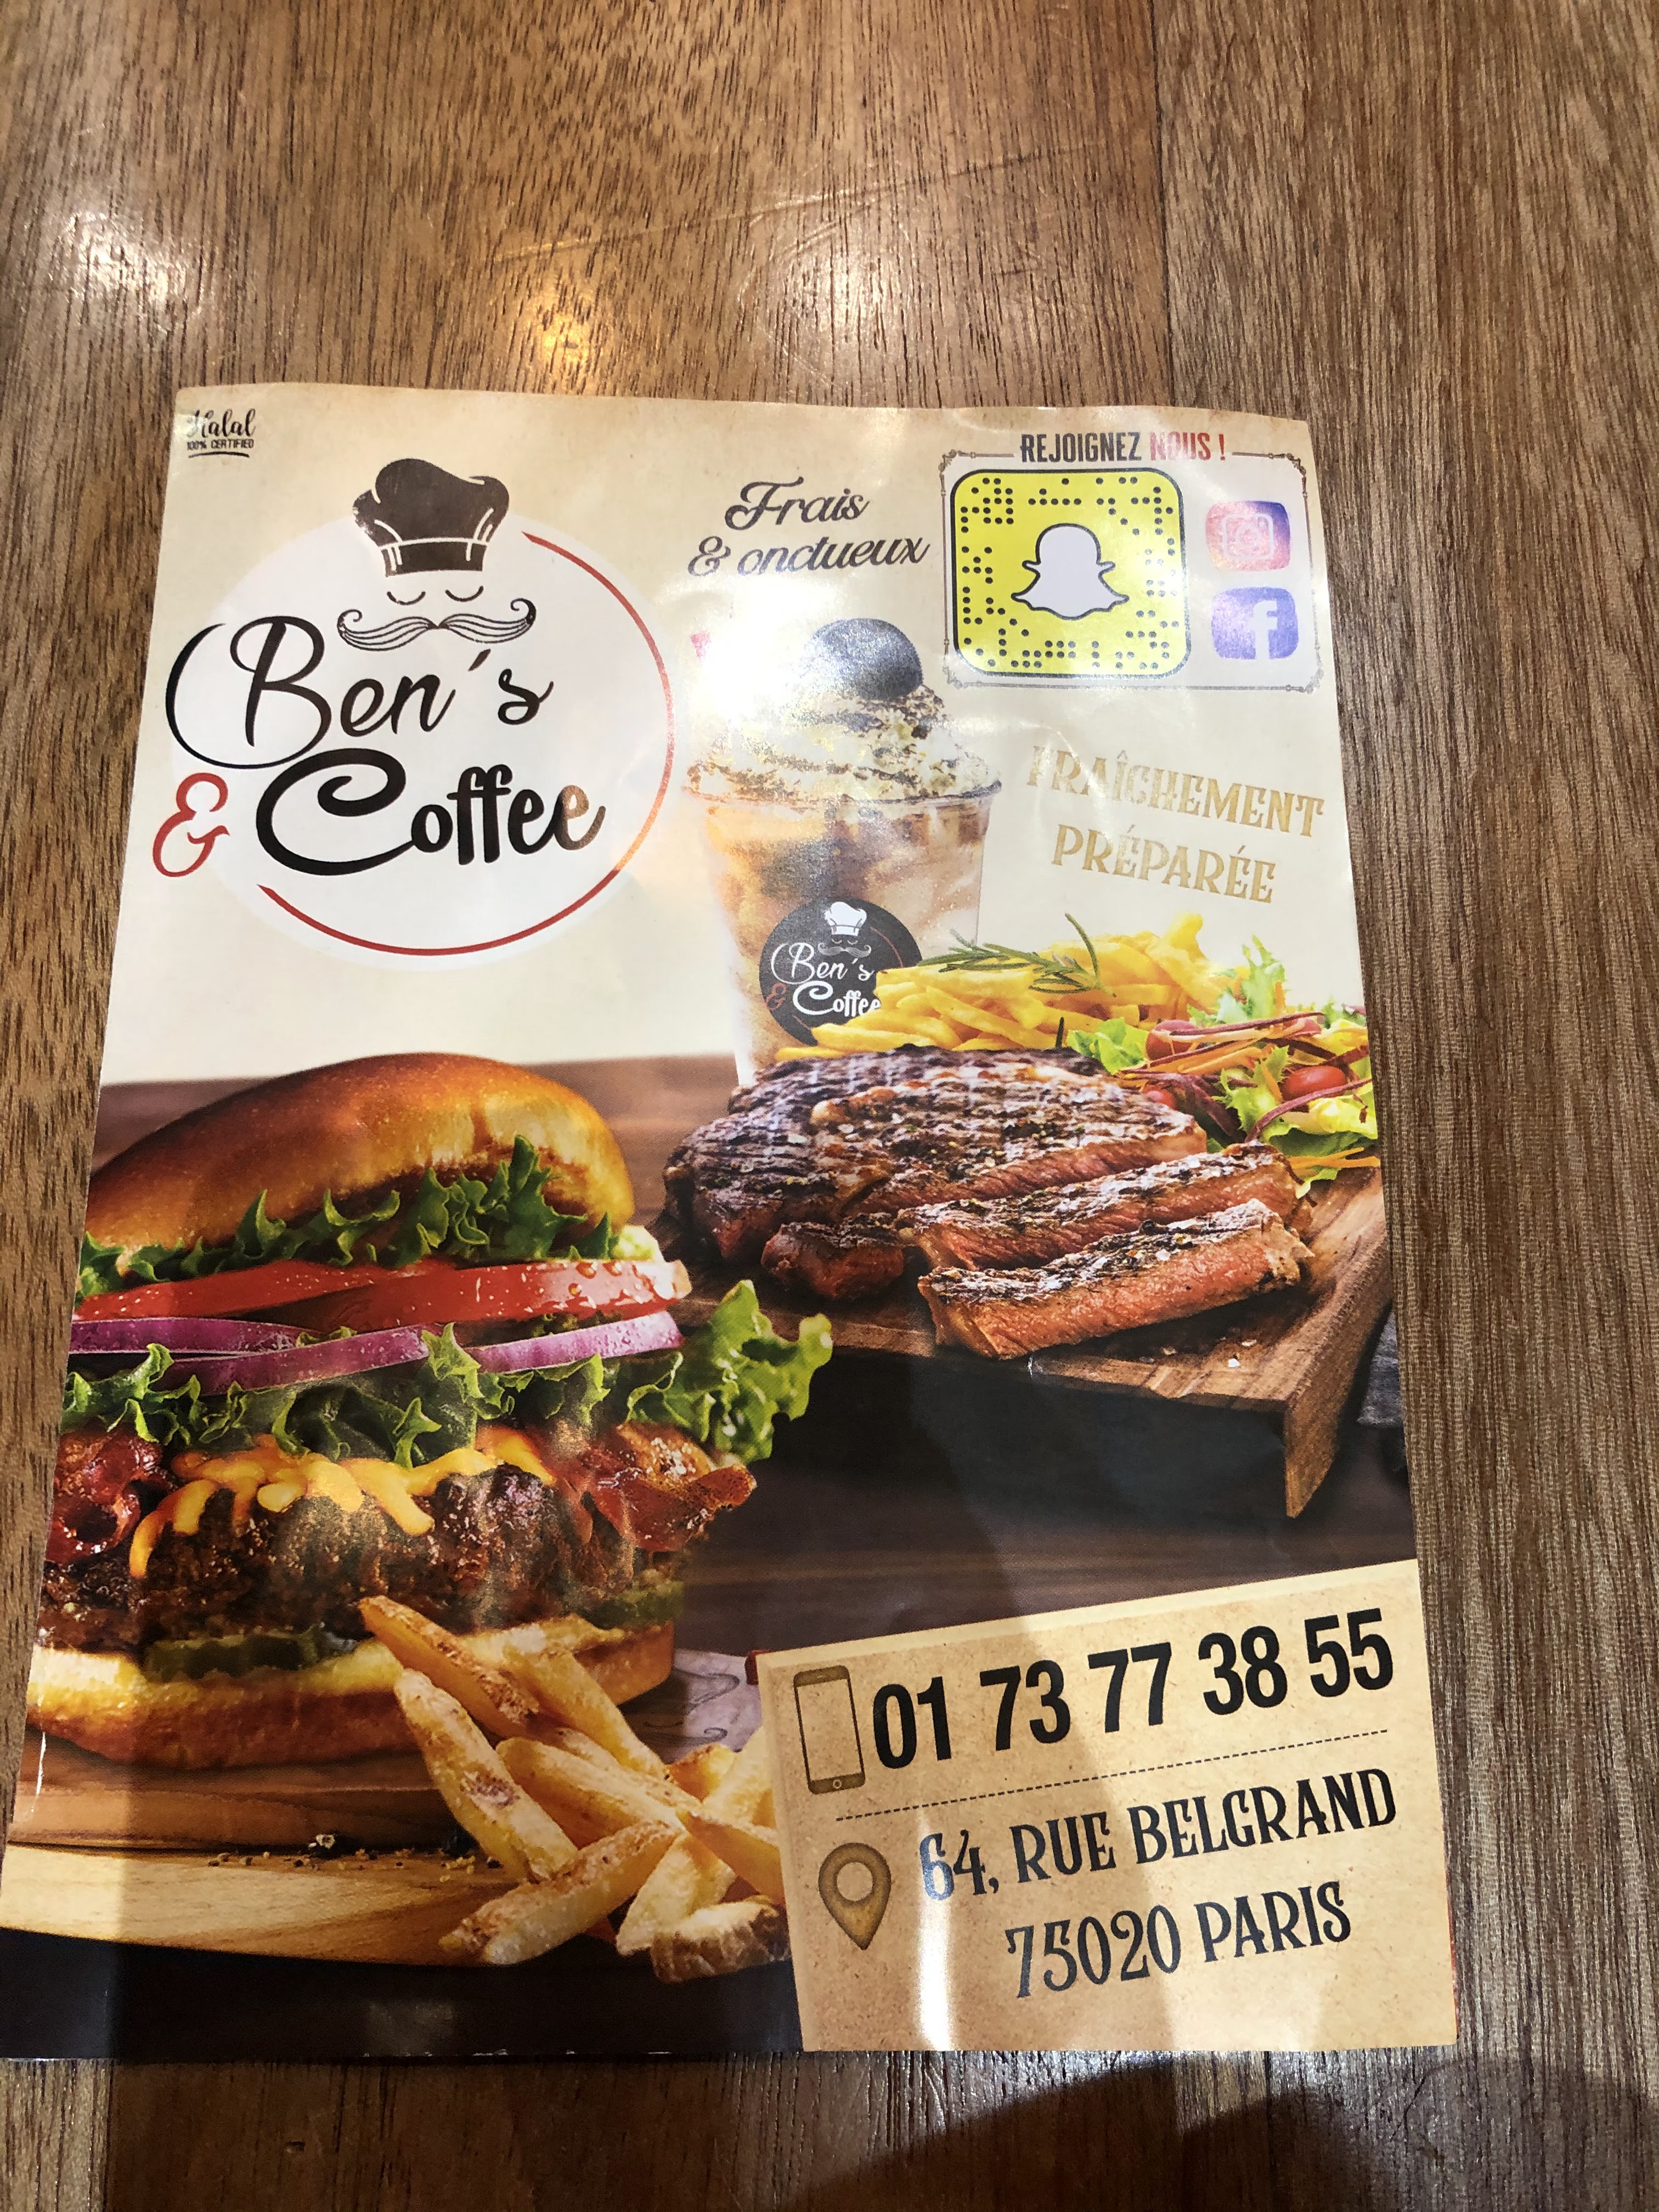 Halal
100% CERTIFIED
REJOIGNEZ NOUS !
Frais
& onctueux
Ben's
& Coffee
FRAÎCHEMENT
PRÉPARÉE
Ben's
& Coffee
01 73 77 38 55
64, RUE BELGRAND
75020 PARIS